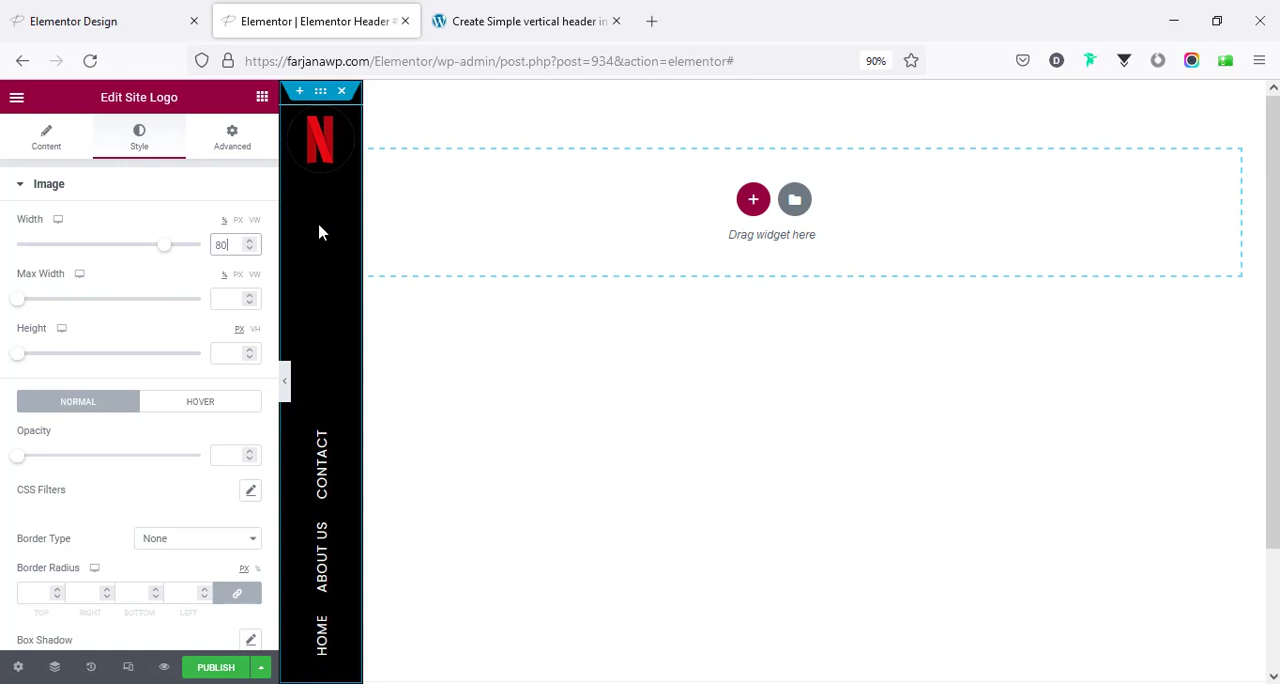 Elementor Design
Elementor | Elementor Header #
Create Simple vertical header in
https://farjanawp.com/Elementor/wp-admin/post.php?post=934&action=elementor#
90%
D
Edit Site Logo
Content
Style
Advanced
Image
Width
% PX VW
80
Max Width
% PX VW
Height
PX VH
NORMAL
HOVER
Opacity
CSS Filters
Border Type
None
Border Radius
PX %
TOP RIGHT BOTTOM LEFT
Box Shadow
PUBLISH
N
CONTACT
ABOUT US
HOME
Drag widget here